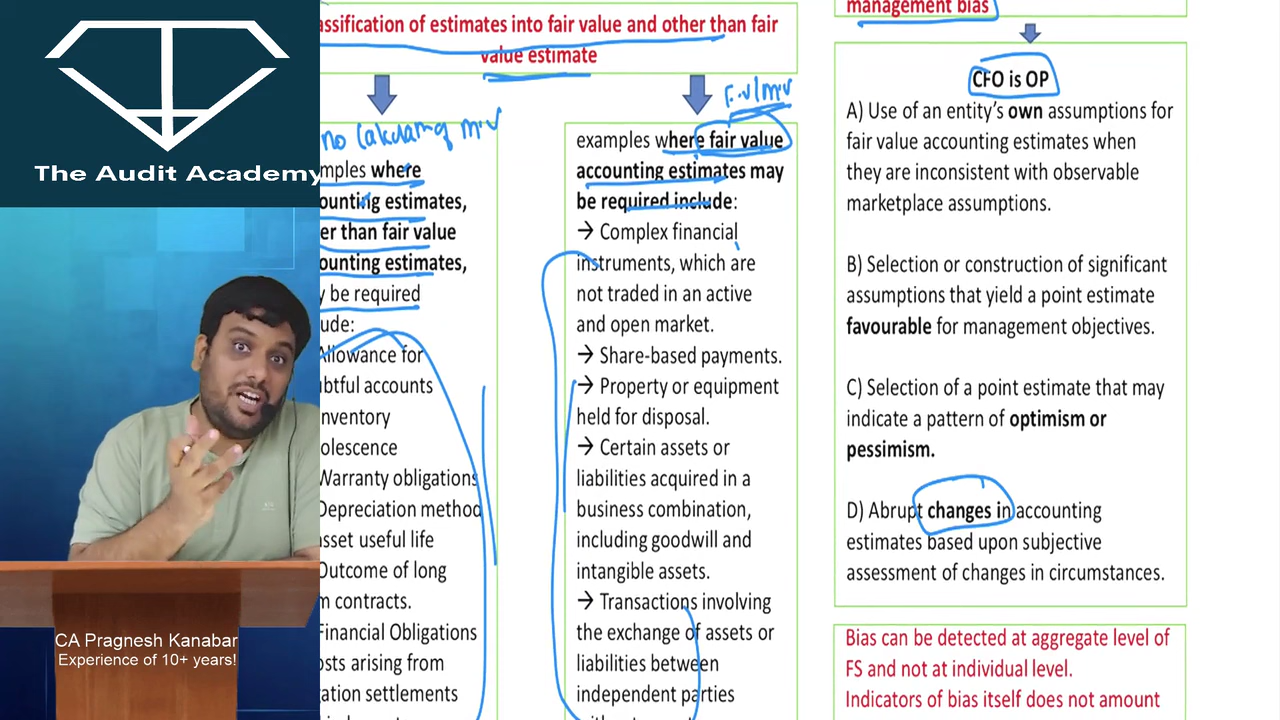 The Audit Academy
CA Pragnesh Kanabar
Experience of 10+ years!
assification of estimates into fair value and other than fair
value estimate
no Calculating m.v
mples where
ounting estimates,
er than fair value
ounting estimates,
y be required
ude:
Allowance for
btful accounts
nventory
olescence
Warranty obligations
Depreciation method
asset useful life
Outcome of long
m contracts.
Financial Obligations
osts arising from
ation settlements
F.v/m.v
examples where fair value
accounting estimates may
be required include:
→ Complex financial
instruments, which are
not traded in an active
and open market.
→ Share-based payments.
→ Property or equipment
held for disposal.
→ Certain assets or
liabilities acquired in a
business combination,
including goodwill and
intangible assets.
→ Transactions involving
the exchange of assets or
liabilities between
independent parties
management bias
CFO is OP
A) Use of an entity's own assumptions for
fair value accounting estimates when
they are inconsistent with observable
marketplace assumptions.
B) Selection or construction of significant
assumptions that yield a point estimate
favourable for management objectives.
C) Selection of a point estimate that may
indicate a pattern of optimism or
pessimism.
D) Abrupt changes in accounting
estimates based upon subjective
assessment of changes in circumstances.
Bias can be detected at aggregate level of
FS and not at individual level.
Indicators of bias itself does not amount